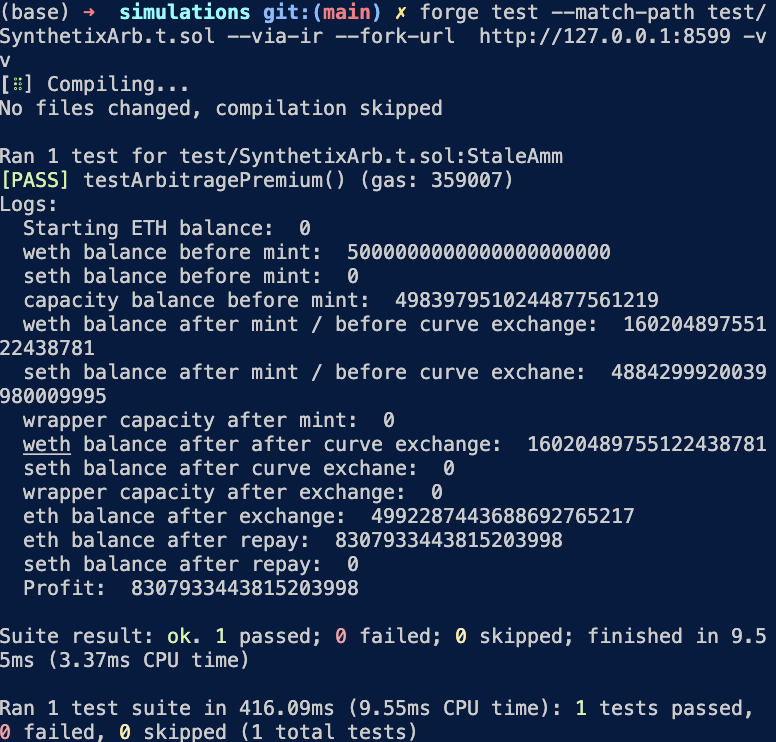 (base) ➜  simulations git:(main) ✗ forge test --match-path test/
SynthetixArb.t.sol --via-ir --fork-url  http://127.0.0.1:8599 -v
v
[⠿] Compiling...
No files changed, compilation skipped

Ran 1 test for test/SynthetixArb.t.sol:StaleAmm
[PASS] testArbitragePremium() (gas: 359007)
Logs:
  Starting ETH balance:  0
  weth balance before mint:  5000000000000000000000
  seth balance before mint:  0
  capacity balance before mint:  4983979510244877561219
  weth balance after mint / before curve exchange:  160204897551
22438781
  seth balance after mint / before curve exchane:  4884299920039
980009995
  wrapper capacity after mint:  0
  weth balance after after curve exchange:  16020489755122438781
  seth balance after curve exchane:  0
  wrapper capacity after exchange:  0
  eth balance after exchange:  4992287443688692765217
  eth balance after repay:  8307933443815203998
  seth balance after repay:  0
  Profit:  8307933443815203998

Suite result: ok. 1 passed; 0 failed; 0 skipped; finished in 9.5
5ms (3.37ms CPU time)

Ran 1 test suite in 416.09ms (9.55ms CPU time): 1 tests passed,
0 failed, 0 skipped (1 total tests)